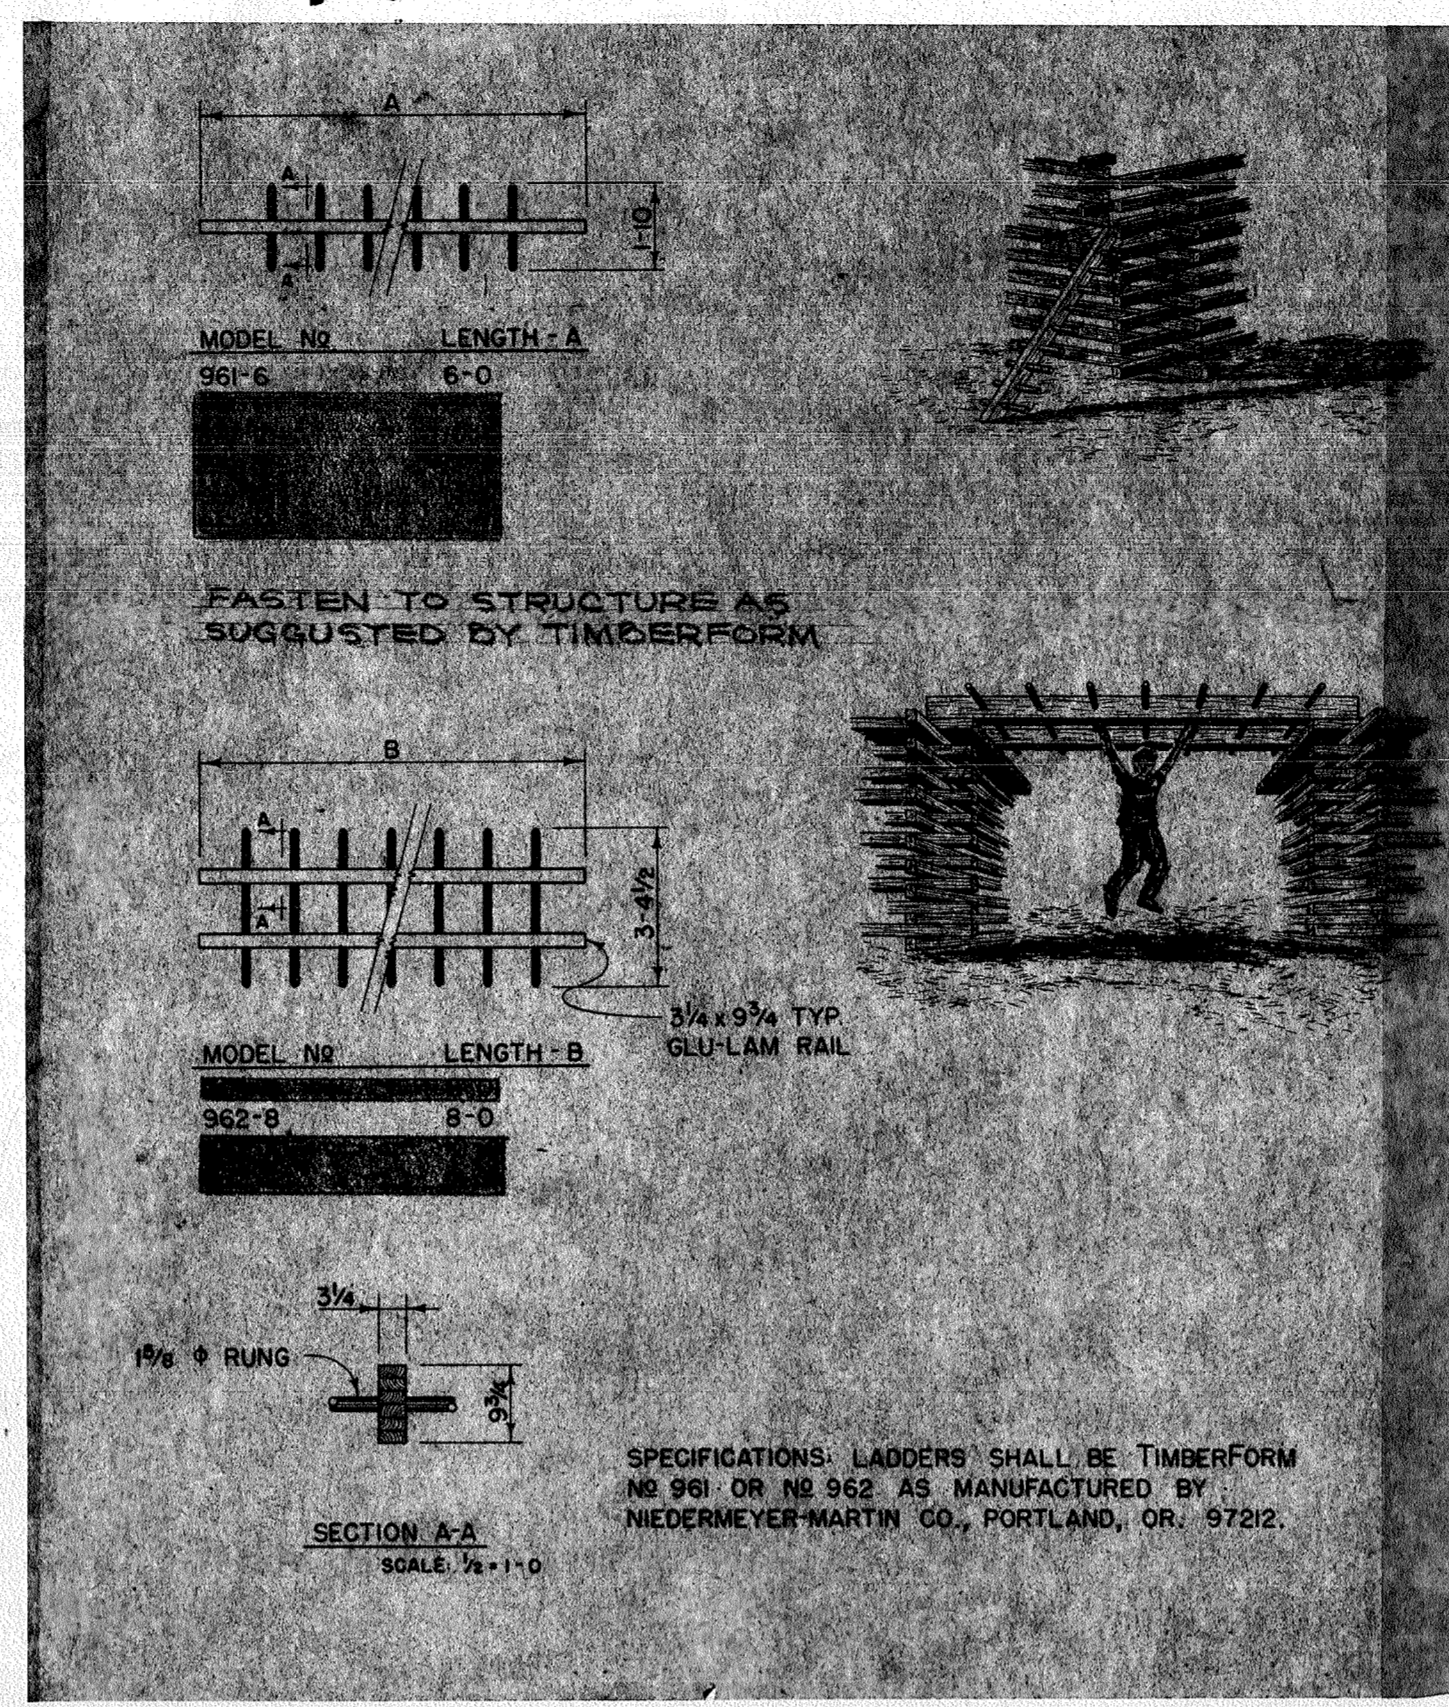 A
A
1-10
A
MODEL Nº LENGTH - A
961-6 6-0
FASTEN TO STRUCTURE AS
SUGGUSTED BY TIMBERFORM
B
A
A
3-4½
3¼ x 9¾ TYP.
GLU-LAM RAIL
MODEL Nº LENGTH - B
962-8 8-0
3¼
1⅝ Φ RUNG
9¾
SECTION A-A
SCALE: ½ = 1-0
SPECIFICATIONS: LADDERS SHALL BE TIMBERFORM
Nº 961 OR Nº 962 AS MANUFACTURED BY
NIEDERMEYER-MARTIN CO., PORTLAND, OR. 97212.